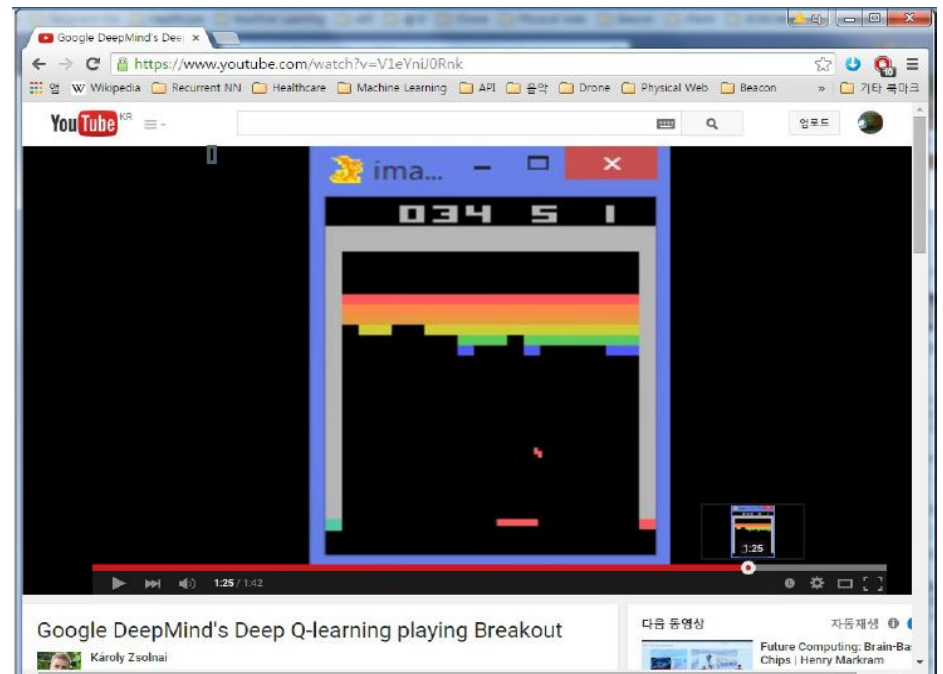 Google DeepMind's Deep
https://www.youtube.com/watch?v=V1eYniJ0Rnk
앱 Wikipedia Recurrent NN Healthcare Machine Learning API 음악 Drone Physical Web Beacon » 기타 북마크
10
YouTube KR
업로드
ima...
034 5 1
1:25
1:25 / 1:42
Google DeepMind's Deep Q-learning playing Breakout
Károly Zsolnai
다음 동영상 자동재생
Future Computing: Brain-Ba
Chips | Henry Markram